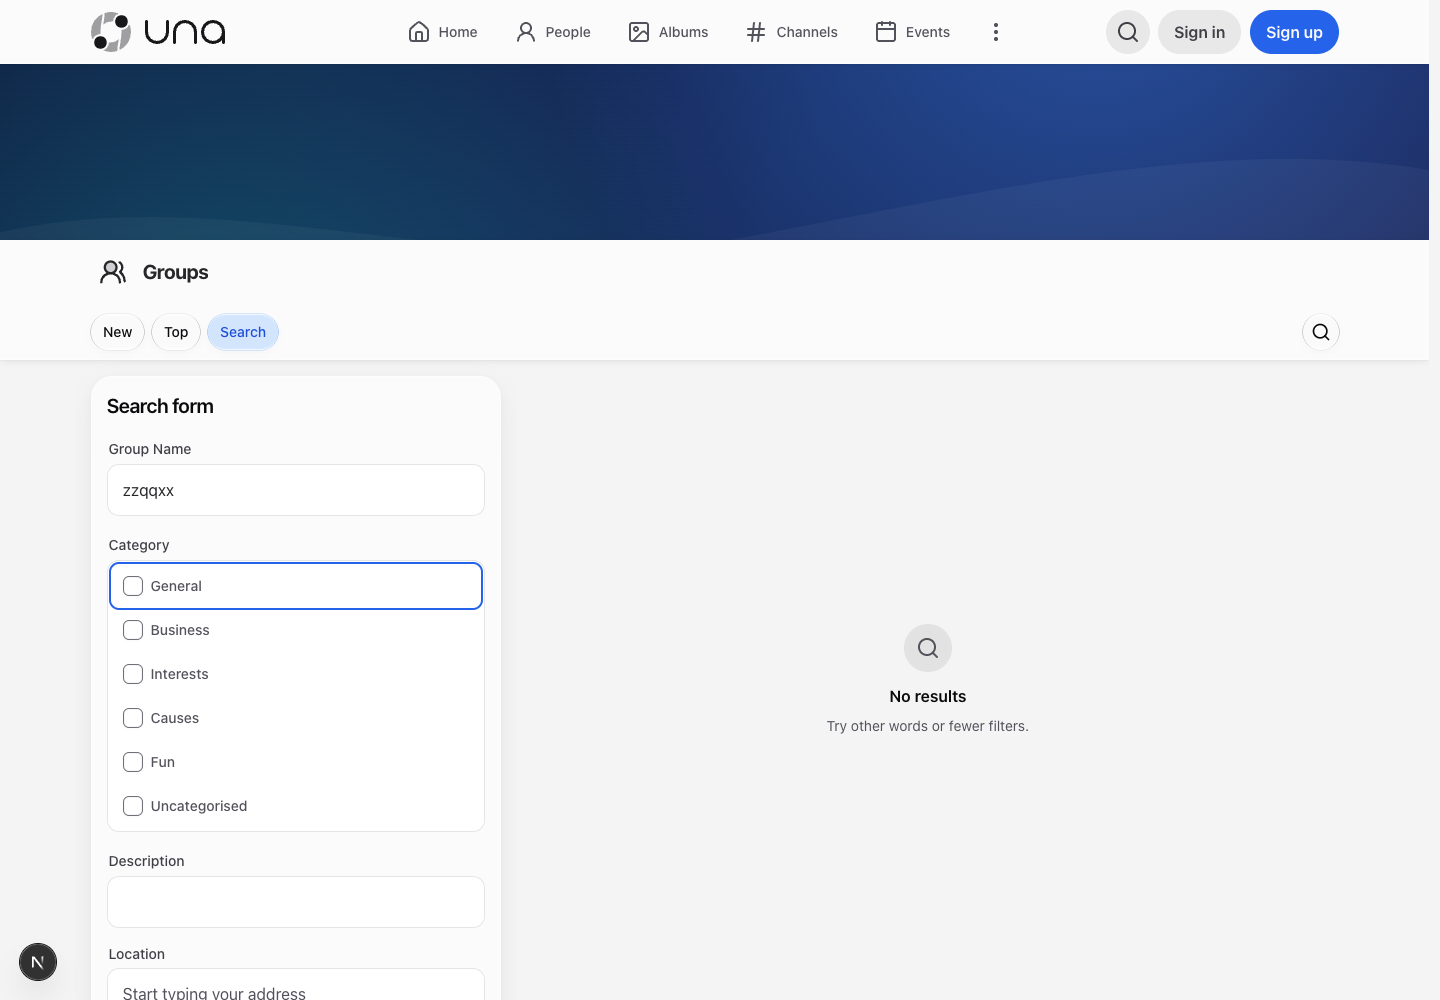 una
Home
People
Albums
Channels
Events
Sign in
Sign up
Groups
New
Top
Search
Search form
Group Name
zzqqxx
Category
General
Business
Interests
Causes
Fun
Uncategorised
Description
Location
Start typing your address
No results
Try other words or fewer filters.
N